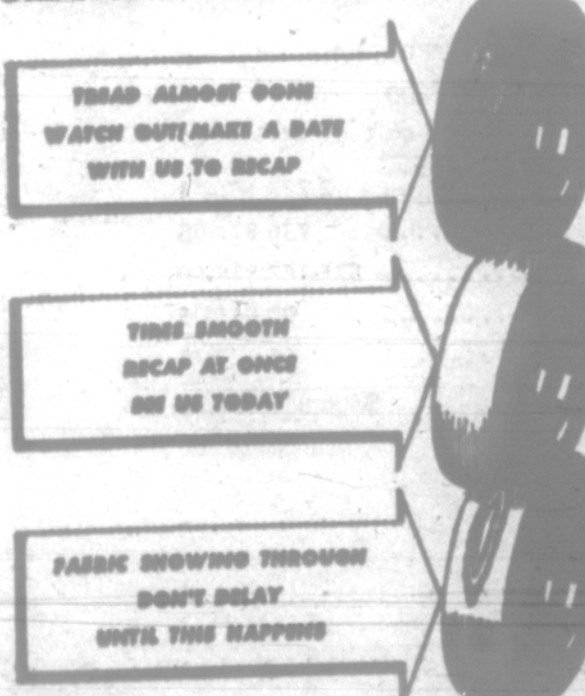 TREAD ALMOST GONE
WATCH OUT! MAKE A DATE
WITH US TO RECAP
TIRES SMOOTH
RECAP AT ONCE
SEE US TODAY
FABRIC SHOWING THROUGH
DON'T DELAY
UNTIL THIS HAPPENS